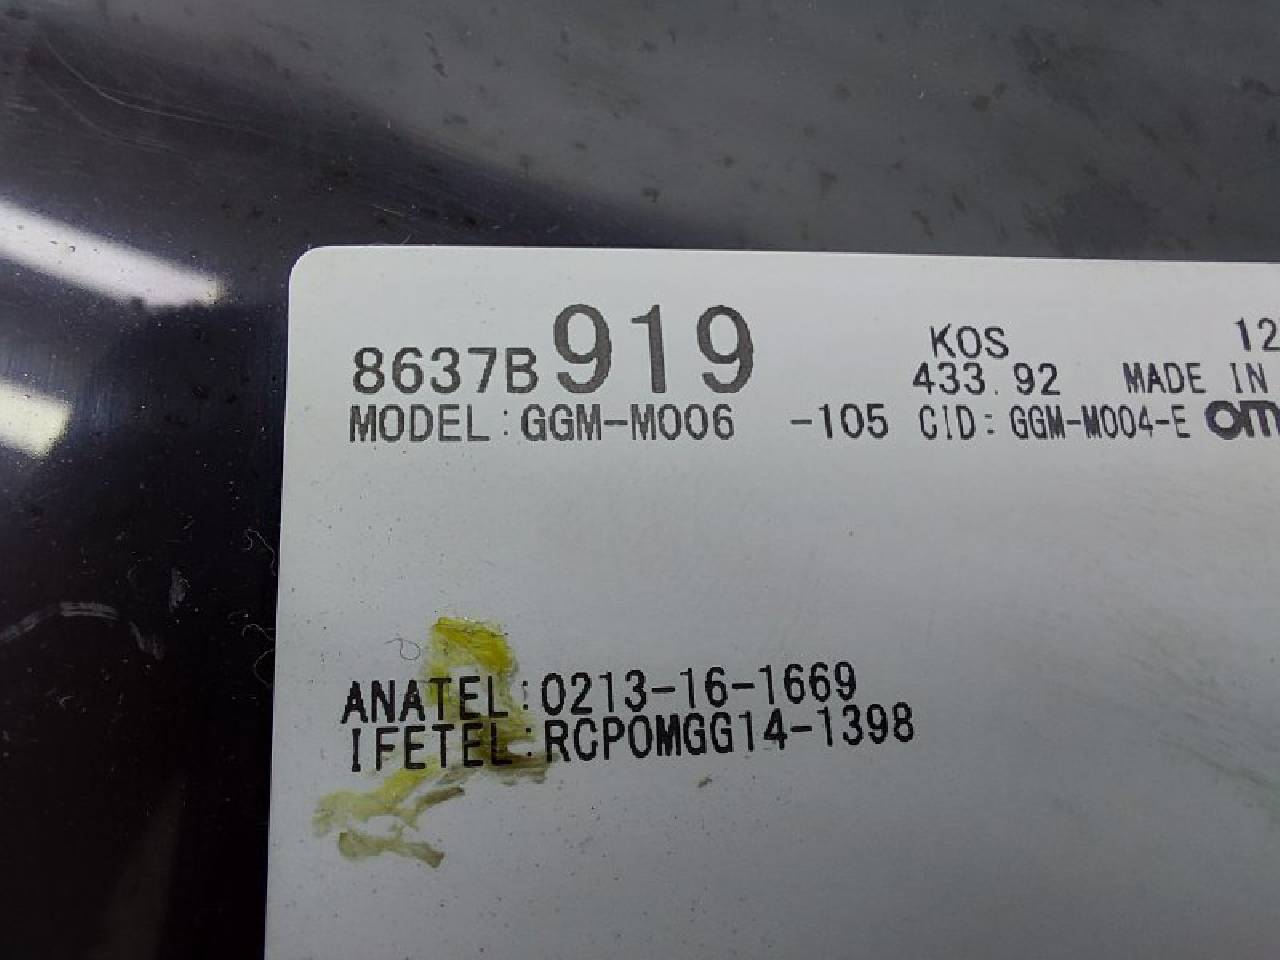 8637B919 KOS 12
433.92 MADE IN
MODEL:GGM-M006 -105 CID:GGM-M004-E om
ANATEL:0213-16-1669
IFETEL:RCPOMGG14-1398